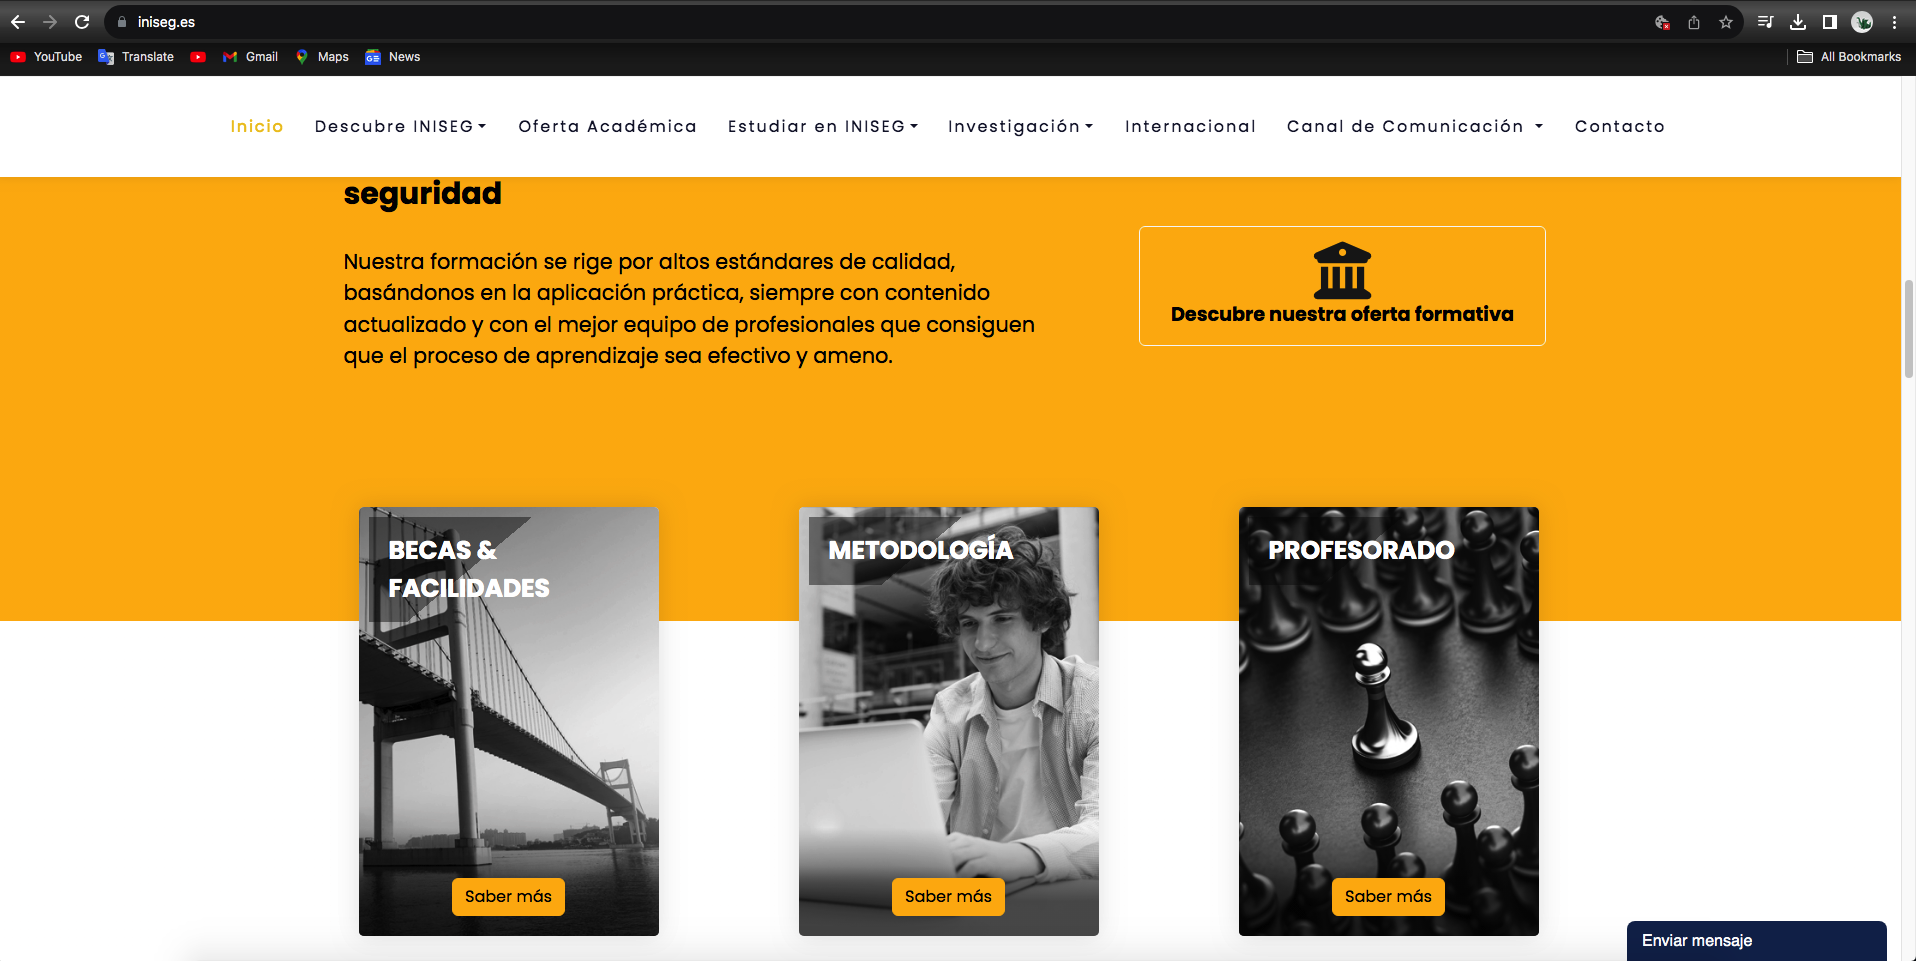 iniseg.es
YouTube
Translate
Gmail
Maps
News
All Bookmarks
Inicio
Descubre INISEG
Oferta Académica
Estudiar en INISEG
Investigación
Internacional
Canal de Comunicación
Contacto
seguridad
Nuestra formación se rige por altos estándares de calidad,
basándonos en la aplicación práctica, siempre con contenido
actualizado y con el mejor equipo de profesionales que consiguen
que el proceso de aprendizaje sea efectivo y ameno.
Descubre nuestra oferta formativa
BECAS &
FACILIDADES
Saber más
METODOLOGÍA
Saber más
PROFESORADO
Saber más
Enviar mensaje